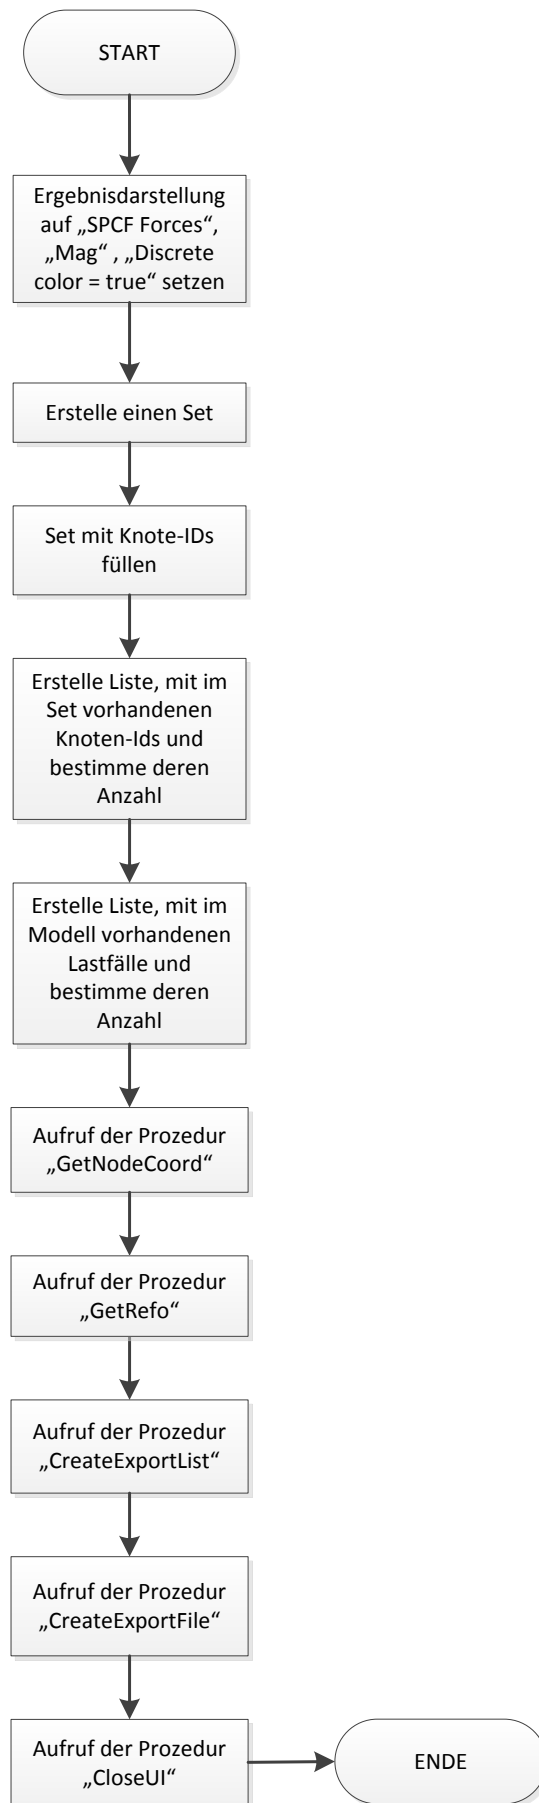 START
Ergebnisdarstellung
auf „SPCF Forces“,
„Mag“ , „Discrete
color = true“ setzen
Erstelle einen Set
Set mit Knote-IDs
füllen
Erstelle Liste, mit im
Set vorhandenen
Knoten-Ids und
bestimme deren
Anzahl
Erstelle Liste, mit im
Modell vorhandenen
Lastfälle und
bestimme deren
Anzahl
Aufruf der Prozedur
„GetNodeCoord“
Aufruf der Prozedur
„GetRefo“
Aufruf der Prozedur
„CreateExportList“
Aufruf der Prozedur
„CreateExportFile“
Aufruf der Prozedur
„CloseUI“
ENDE